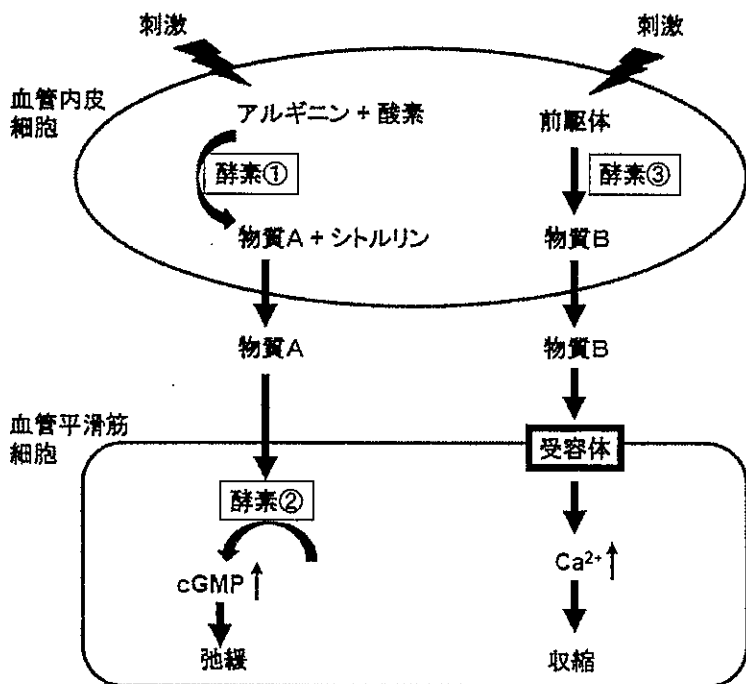 刺激
刺激
血管内皮
細胞
アルギニン + 酸素
前駆体
酵素①
酵素③
物質A + シトルリン
物質B
物質A
物質B
血管平滑筋
細胞
受容体
酵素②
cGMP↑
Ca²⁺↑
弛緩
収縮